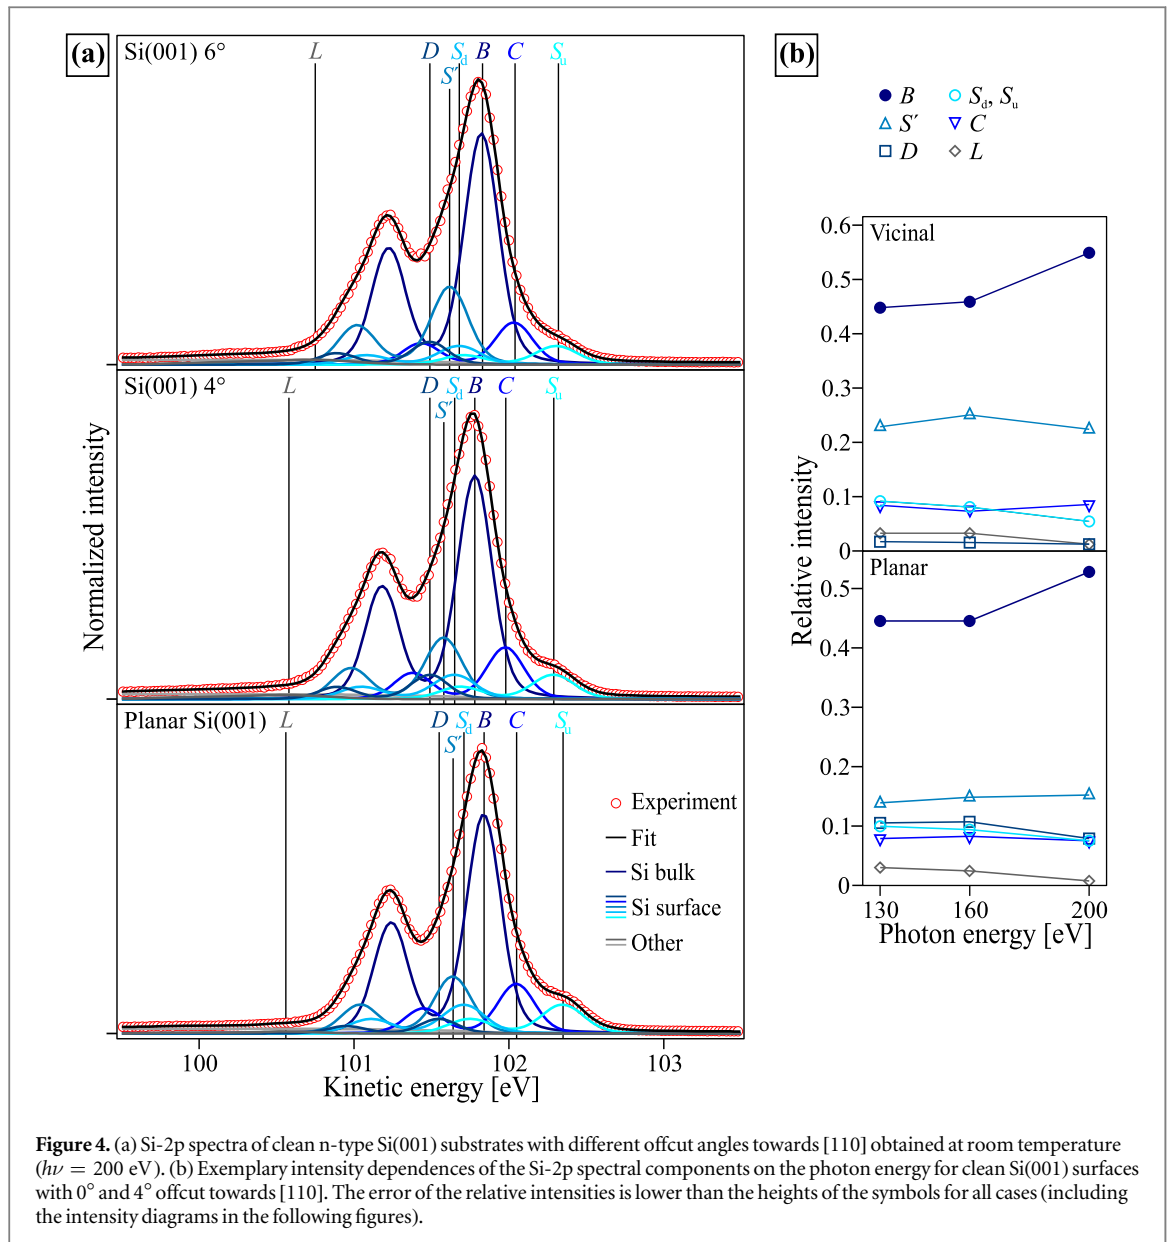 (a)
Si(001) 6°
L
D
S′
S_d
B
C
S_u
Si(001) 4°
L
D
S′
S_d
B
C
S_u
Planar Si(001)
L
D
S′
S_d
B
C
S_u
Experiment
Fit
Si bulk
Si surface
Other
Normalized intensity
100
101
102
103
Kinetic energy [eV]
(b)
B
S_d, S_u
S′
C
D
L
Vicinal
0.6
0.5
0.4
0.3
0.2
0.1
0
Planar
0.5
0.4
0.3
0.2
0.1
0
Relative intensity
130
160
200
Photon energy [eV]
Figure 4. (a) Si-2p spectra of clean n-type Si(001) substrates with different offcut angles towards [110] obtained at room temperature
(hν = 200 eV). (b) Exemplary intensity dependences of the Si-2p spectral components on the photon energy for clean Si(001) surfaces
with 0° and 4° offcut towards [110]. The error of the relative intensities is lower than the heights of the symbols for all cases (including
the intensity diagrams in the following figures).